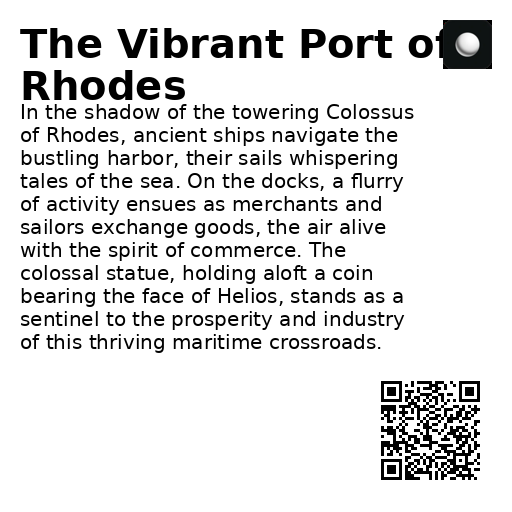 The Vibrant Port of
Rhodes
In the shadow of the towering Colossus
of Rhodes, ancient ships navigate the
bustling harbor, their sails whispering
tales of the sea. On the docks, a flurry
of activity ensues as merchants and
sailors exchange goods, the air alive
with the spirit of commerce. The
colossal statue, holding aloft a coin
bearing the face of Helios, stands as a
sentinel to the prosperity and industry
of this thriving maritime crossroads.